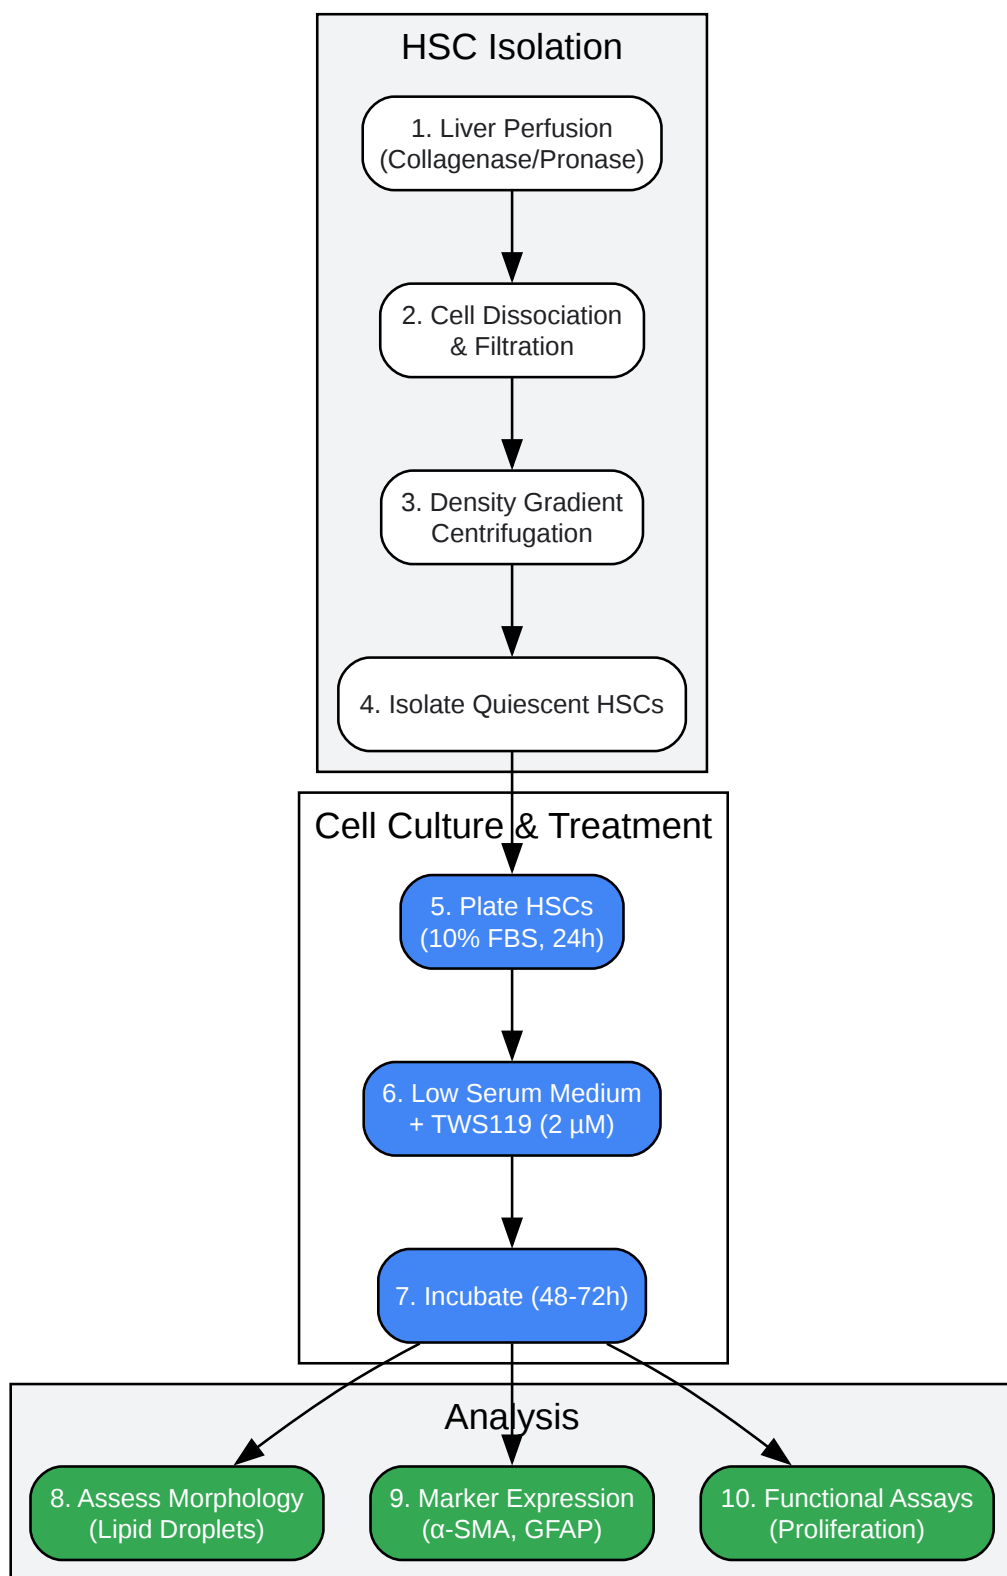 HSC Isolation
1. Liver Perfusion
(Collagenase/Pronase)
2. Cell Dissociation
& Filtration
3. Density Gradient
Centrifugation
4. Isolate Quiescent HSCs
Cell Culture & Treatment
5. Plate HSCs
(10% FBS, 24h)
6. Low Serum Medium
+ TWS119 (2 µM)
7. Incubate (48-72h)
Analysis
8. Assess Morphology
(Lipid Droplets)
9. Marker Expression
(α-SMA, GFAP)
10. Functional Assays
(Proliferation)